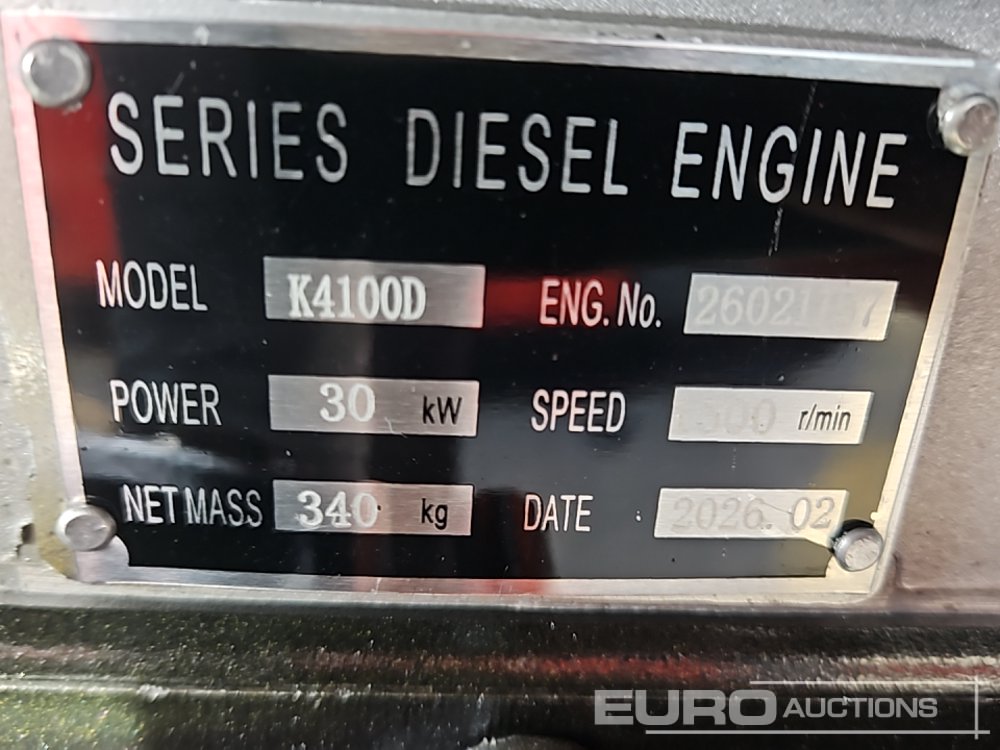 SERIES DIESEL ENGINE
MODEL K4100D ENG. No.
POWER 30 kW SPEED r/min
NET MASS 340 kg DATE 2026. 02
EURO AUCTIONS